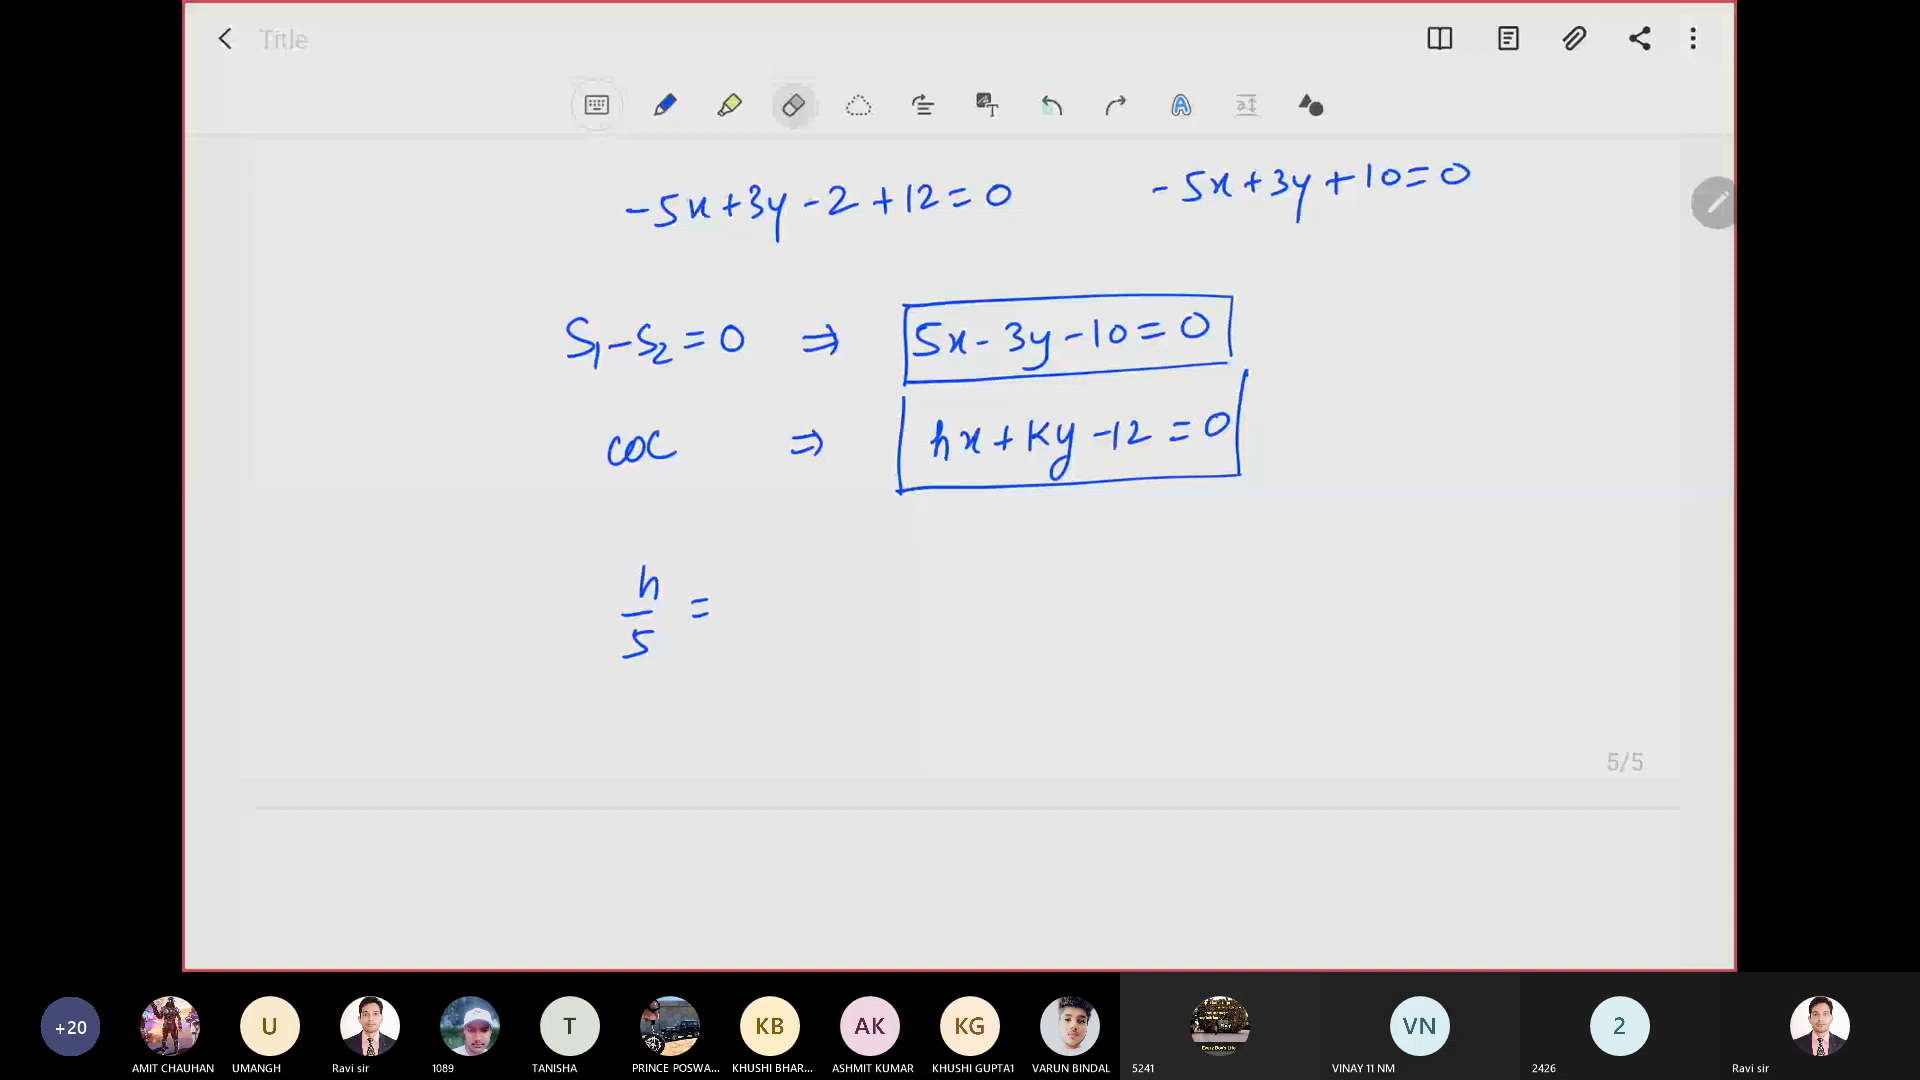 Title
-5x+3y-2+12=0
-5x+3y+10=0
S₁-S₂=0 ⇒ 5x-3y-10=0
COC ⇒ hx+ky-12=0
h/5 =
5/5
+20
U
T
KB
AK
KG
VN
2
AMIT CHAUHAN
UMANGH
Ravi sir
1089
TANISHA
PRINCE POSWA...
KHUSHI BHAR...
ASHMIT KUMAR
KHUSHI GUPTA1
VARUN BINDAL
5241
VINAY 11 NM
2426
Ravi sir